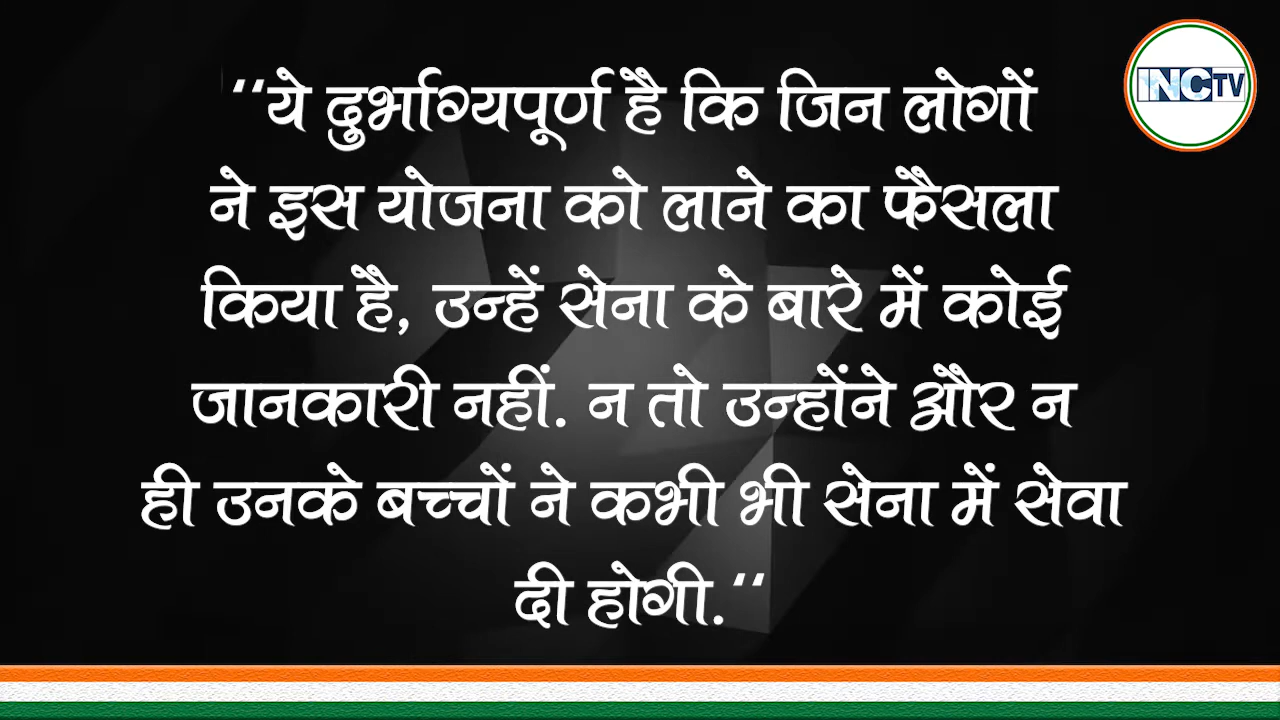 INCTV
“ये दुर्भाग्यपूर्ण है कि जिन लोगों
ने इस योजना को लाने का फैसला
किया है, उन्हें सेना के बारे में कोई
जानकारी नहीं. न तो उन्होंने और न
ही उनके बच्चों ने कभी भी सेना में सेवा
दी होगी.“